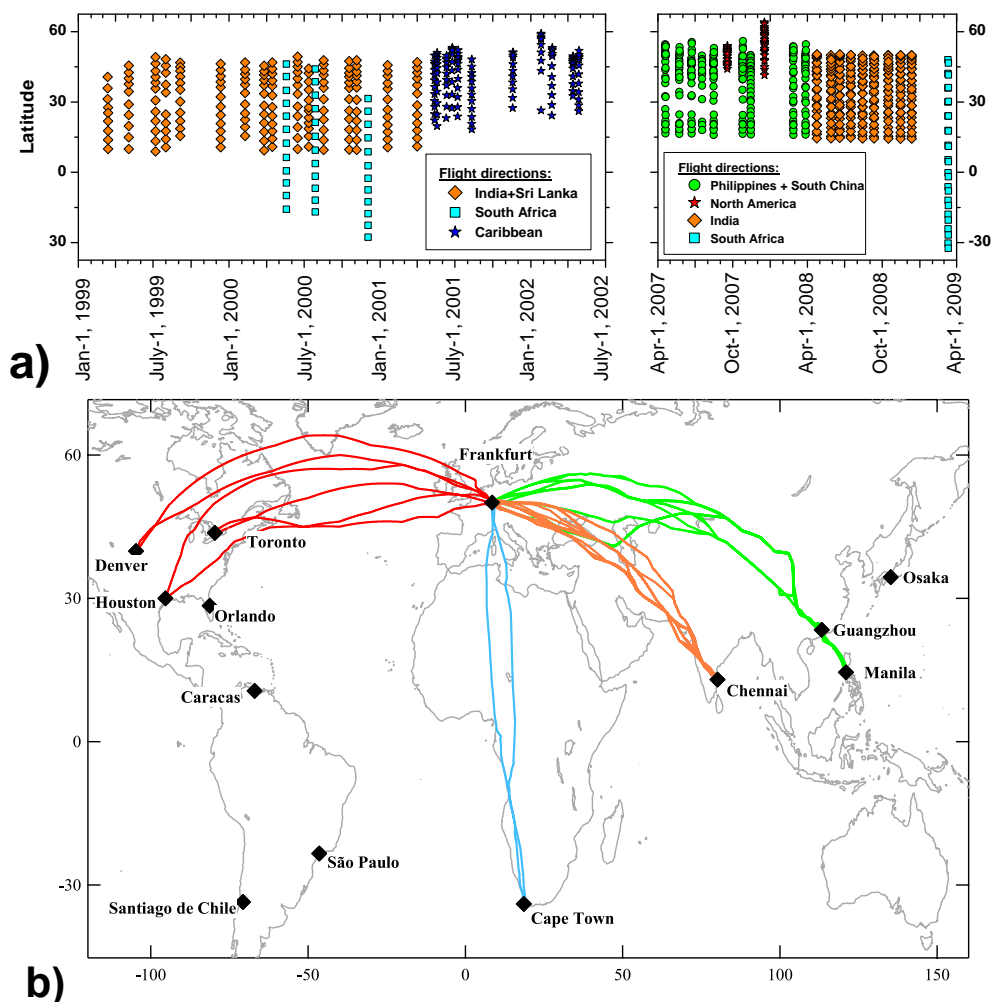 60
30
0
30
Latitude
Flight directions:
India+Sri Lanka
South Africa
Caribbean
Jan-1, 1999
July-1, 1999
Jan-1, 2000
July-1, 2000
Jan-1, 2001
July-1, 2001
Jan-1, 2002
July-1, 2002
Flight directions:
Philippines + South China
North America
India
South Africa
60
30
0
-30
Apr-1, 2007
Oct-1, 2007
Apr-1, 2008
Oct-1, 2008
Apr-1, 2009
a)
60
30
0
-30
Frankfurt
Denver
Toronto
Houston
Orlando
Caracas
São Paulo
Santiago de Chile
Cape Town
Chennai
Osaka
Guangzhou
Manila
-100
-50
0
50
100
150
b)